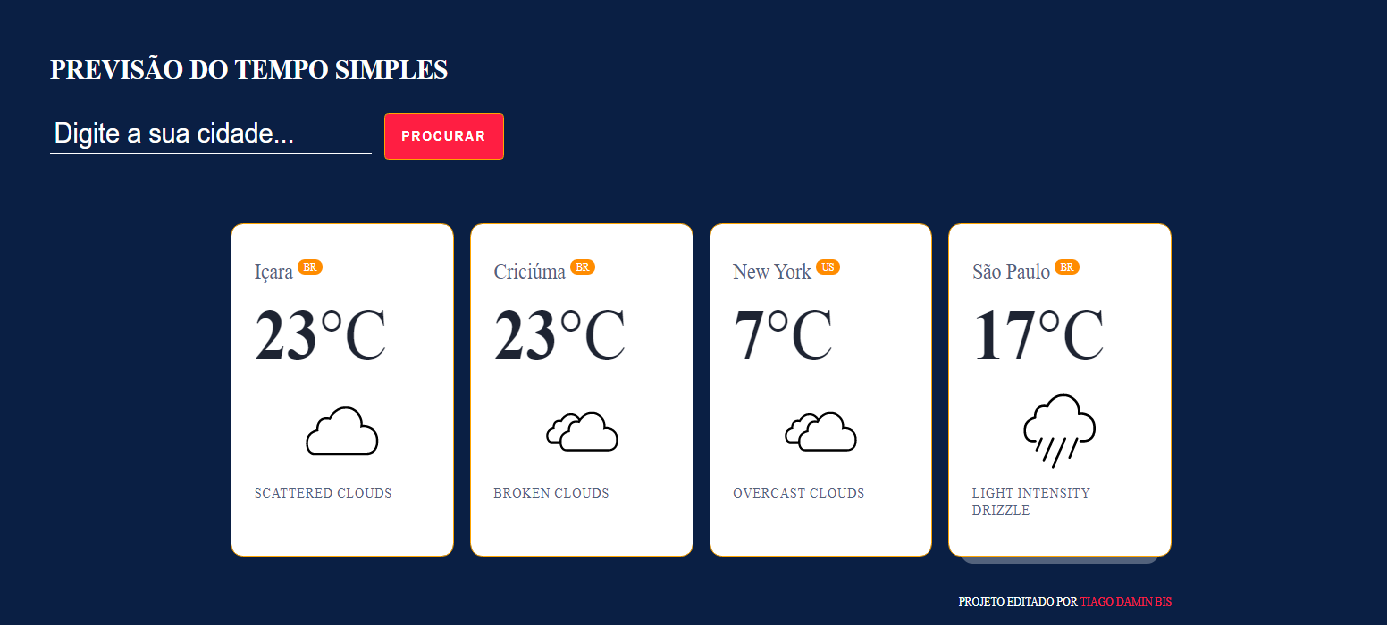 PREVISÃO DO TEMPO SIMPLES
Digite a sua cidade...
PROCURAR
Içara BR
23°C
SCATTERED CLOUDS
Criciúma BR
23°C
BROKEN CLOUDS
New York US
7°C
OVERCAST CLOUDS
São Paulo BR
17°C
LIGHT INTENSITY
DRIZZLE
PROJETO EDITADO POR TIAGO DAMIN BIS